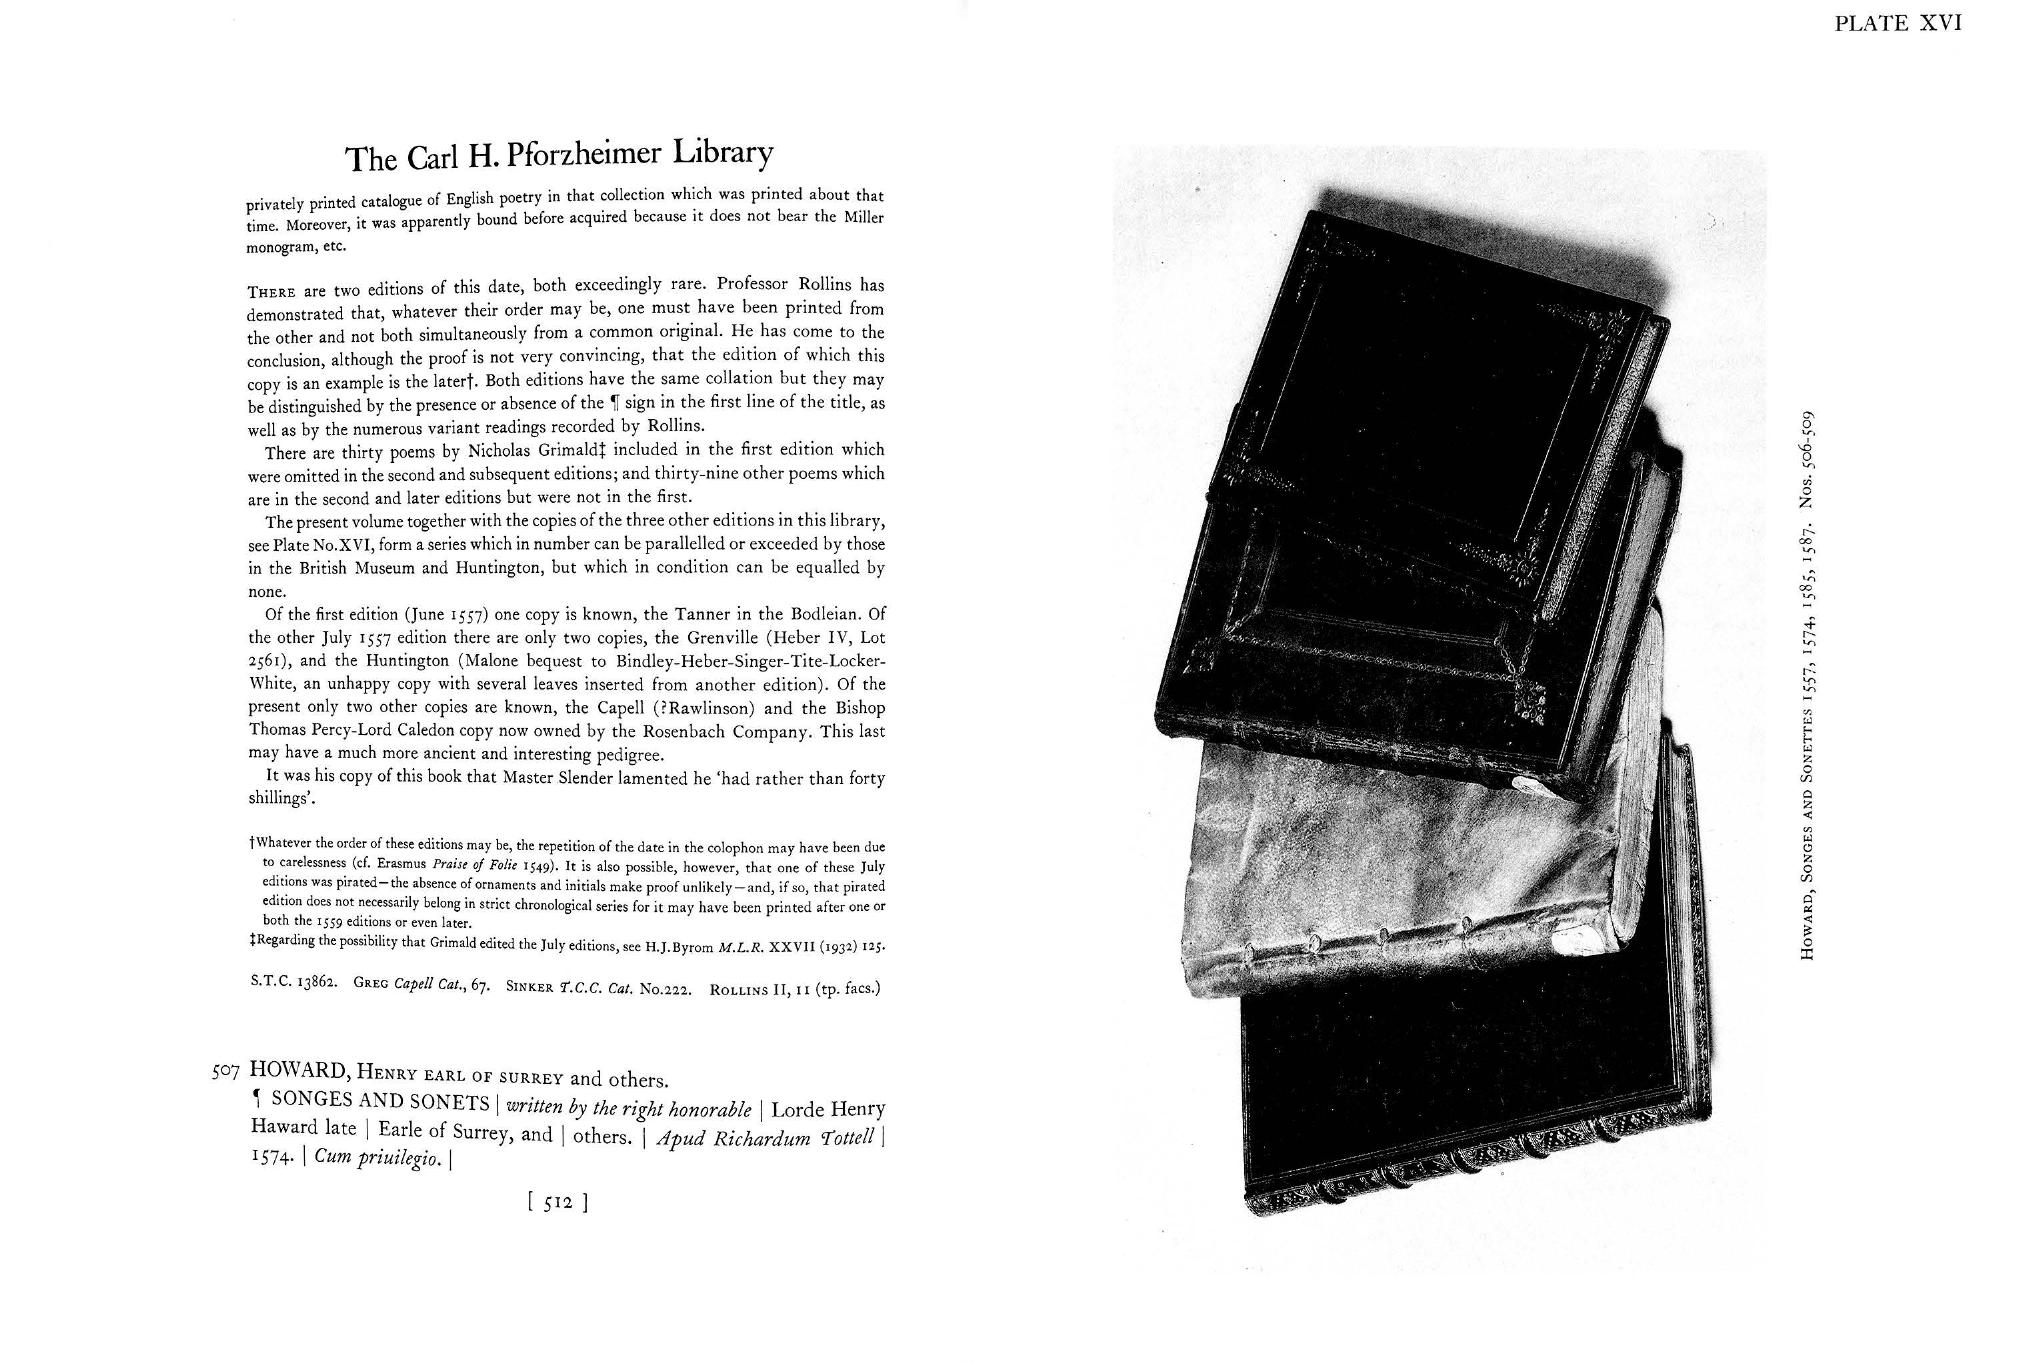 The Carl H. Pforzheimer Library
privately printed catalogue of English poetry in that collection which was printed about that
time. Moreover, it was apparently bound before acquired because it does not bear the Miller
monogram, etc.
THERE are two editions of this date, both exceedingly rare. Professor Rollins has
demonstrated that, whatever their order may be, one must have been printed from
the other and not both simultaneously from a common original. He has come to the
conclusion, although the proof is not very convincing, that the edition of which this
copy is an example is the later†. Both editions have the same collation but they may
be distinguished by the presence or absence of the ¶ sign in the first line of the title, as
well as by the numerous variant readings recorded by Rollins.
There are thirty poems by Nicholas Grimald‡ included in the first edition which
were omitted in the second and subsequent editions; and thirty-nine other poems which
are in the second and later editions but were not in the first.
The present volume together with the copies of the three other editions in this library,
see Plate No.XVI, form a series which in number can be parallelled or exceeded by those
in the British Museum and Huntington, but which in condition can be equalled by
none.
Of the first edition (June 1557) one copy is known, the Tanner in the Bodleian. Of
the other July 1557 edition there are only two copies, the Grenville (Heber IV, Lot
2561), and the Huntington (Malone bequest to Bindley-Heber-Singer-Tite-Locker-
White, an unhappy copy with several leaves inserted from another edition). Of the
present only two other copies are known, the Capell (?Rawlinson) and the Bishop
Thomas Percy-Lord Caledon copy now owned by the Rosenbach Company. This last
may have a much more ancient and interesting pedigree.
It was his copy of this book that Master Slender lamented he ‘had rather than forty
shillings’.
†Whatever the order of these editions may be, the repetition of the date in the colophon may have been due
to carelessness (cf. Erasmus Praise of Folie 1549). It is also possible, however, that one of these July
editions was pirated—the absence of ornaments and initials make proof unlikely—and, if so, that pirated
edition does not necessarily belong in strict chronological series for it may have been printed after one or
both the 1559 editions or even later.
‡Regarding the possibility that Grimald edited the July editions, see H.J.Byrom M.L.R. XXVII (1932) 125.
S.T.C. 13862. GREG Capell Cat., 67. SINKER T.C.C. Cat. No.222. ROLLINS II, 11 (tp. facs.)
507 HOWARD, HENRY EARL OF SURREY and others.
¶ SONGES AND SONETS | written by the right honorable | Lorde Henry
Haward late | Earle of Surrey, and | others. | Apud Richardum Tottell |
1574. | Cum priuilegio. |
[ 512 ]
PLATE XVI
HOWARD, SONGES AND SONETTES 1557, 1574, 1585, 1587. Nos. 506-509